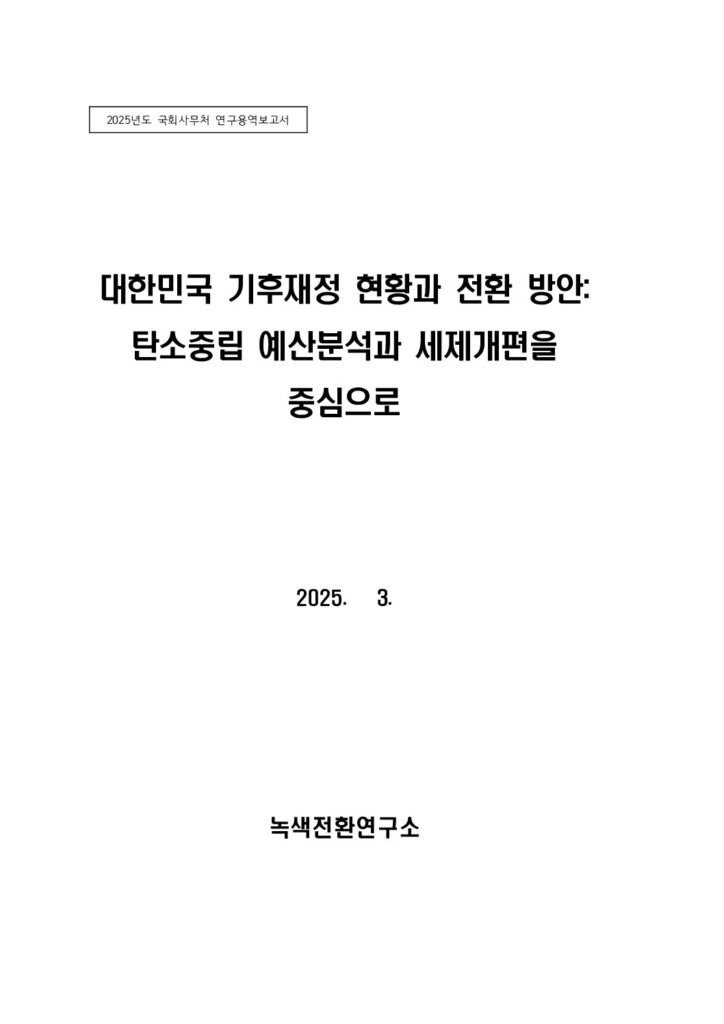 2025년도 국회사무처 연구용역보고서
대한민국 기후재정 현황과 전환 방안:
탄소중립 예산분석과 세제개편을
중심으로
2025. 3.
녹색전환연구소